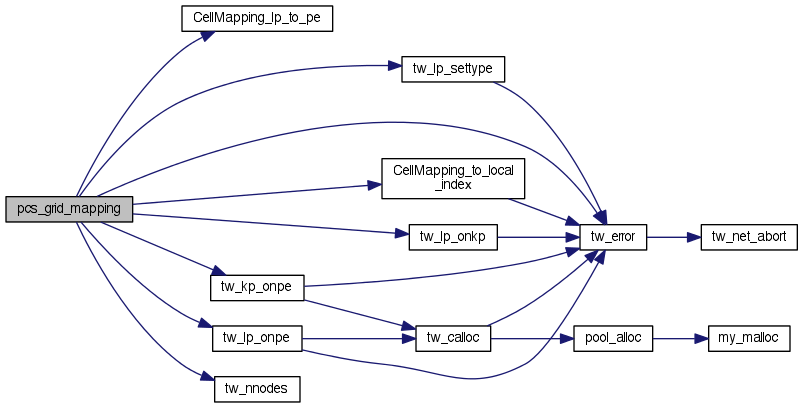 CellMapping_lp_to_pe
tw_lp_settype
CellMapping_to_local
_index
pcs_grid_mapping
tw_lp_onkp
tw_error
tw_net_abort
tw_kp_onpe
tw_lp_onpe
tw_calloc
pool_alloc
my_malloc
tw_nnodes